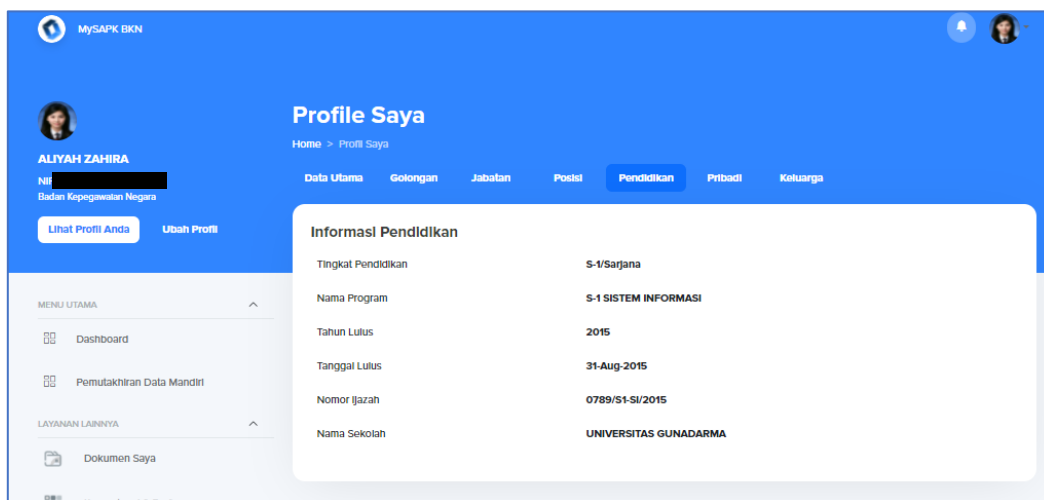 MySAPK BKN
ALIYAH ZAHIRA
NIP
Badan Kepegawaian Negara
Lihat Profil Anda
Ubah Profil
MENU UTAMA
Dashboard
Pemutakhiran Data Mandiri
LAYANAN LAINNYA
Dokumen Saya
Profile Saya
Home > Profil Saya
Data Utama Golongan Jabatan Posisi Pendidikan Pribadi Keluarga
Informasi Pendidikan
Tingkat Pendidikan S-1/Sarjana
Nama Program S-1 SISTEM INFORMASI
Tahun Lulus 2015
Tanggal Lulus 31-Aug-2015
Nomor Ijazah 0789/S1-SI/2015
Nama Sekolah UNIVERSITAS GUNADARMA